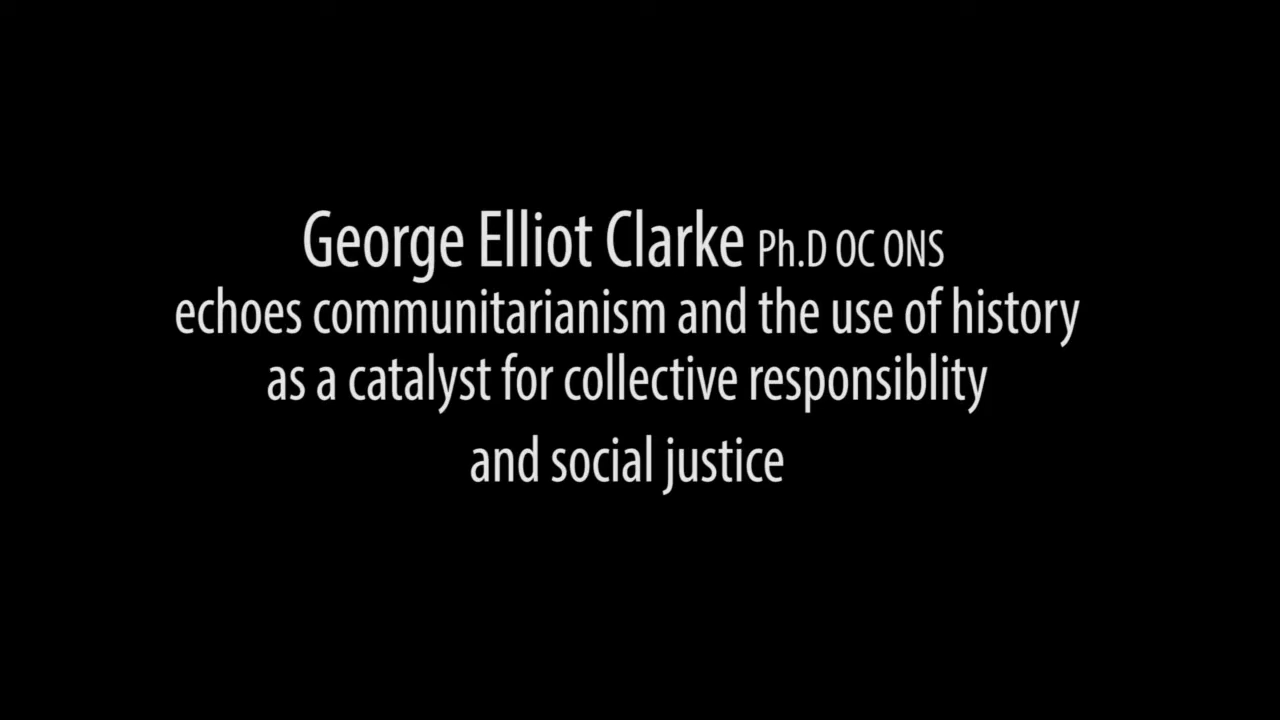 George Elliot Clarke Ph.D OC ONS
echoes communitarianism and the use of history
as a catalyst for collective responsiblity
and social justice